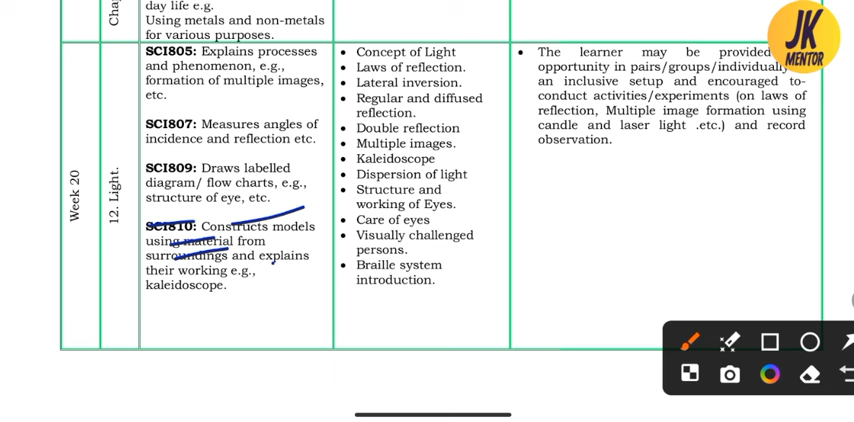 Chap
day life e.g.
Using metals and non-metals
for various purposes.
Week 20
12. Light.
SCI805: Explains processes
and phenomenon, e.g.,
formation of multiple images,
etc.
SCI807: Measures angles of
incidence and reflection etc.
SCI809: Draws labelled
diagram/ flow charts, e.g.,
structure of eye, etc.
SCI810: Constructs models
using material from
surroundings and explains
their working e.g.,
kaleidoscope.
• Concept of Light
• Laws of reflection.
• Lateral inversion.
• Regular and diffused
reflection.
• Double reflection
• Multiple images.
• Kaleidoscope
• Dispersion of light
• Structure and
working of Eyes.
• Care of eyes
• Visually challenged
persons.
• Braille system
introduction.
• The learner may be provided
opportunity in pairs/groups/individually
an inclusive setup and encouraged to-
conduct activities/experiments (on laws of
reflection, Multiple image formation using
candle and laser light .etc.) and record
observation.
JK
MENTOR